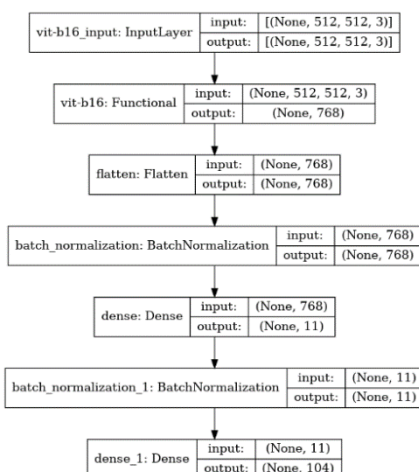 vit-b16_input: InputLayer
input: [(None, 512, 512, 3)]
output: [(None, 512, 512, 3)]
vit-b16: Functional
input: (None, 512, 512, 3)
output: (None, 768)
flatten: Flatten
input: (None, 768)
output: (None, 768)
batch_normalization: BatchNormalization
input: (None, 768)
output: (None, 768)
dense: Dense
input: (None, 768)
output: (None, 11)
batch_normalization_1: BatchNormalization
input: (None, 11)
output: (None, 11)
dense_1: Dense
input: (None, 11)
output: (None, 104)